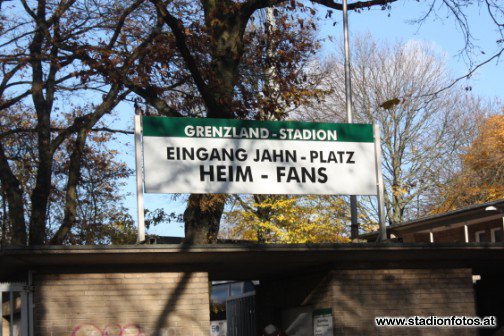 GRENZLAND-STADION
EINGANG JAHN-PLATZ
HEIM - FANS
www.stadionfotos.at